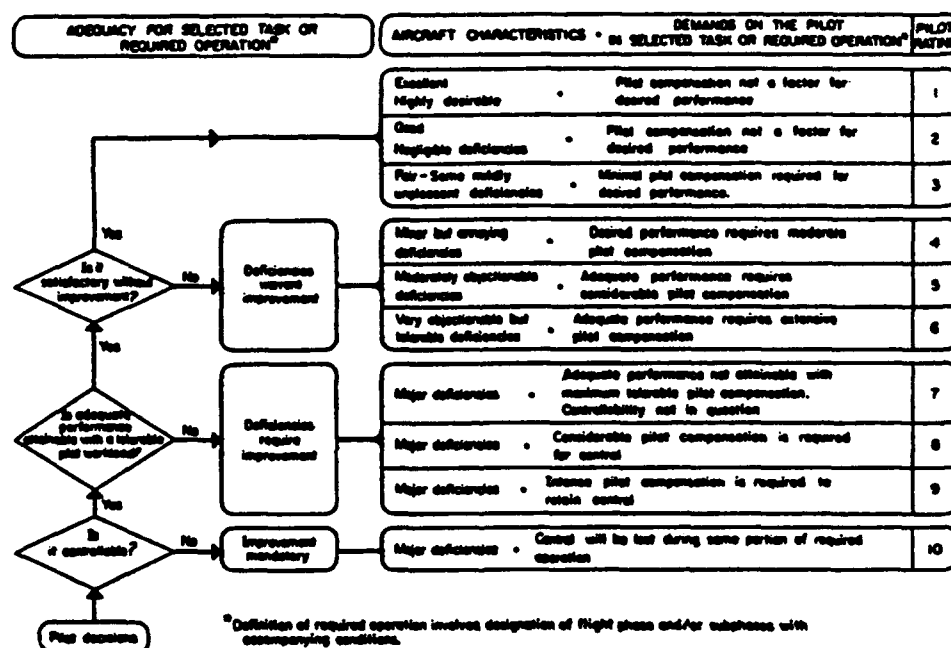 ADEQUACY FOR SELECTED TASK OR
REQUIRED OPERATION*
AIRCRAFT CHARACTERISTICS •
DEMANDS ON THE PILOT
IN SELECTED TASK OR REQUIRED OPERATION*
PILOT
RATING
Excellent
Highly desirable
•
Pilot compensation not a factor for
desired performance
1
Good
Negligible deficiencies
•
Pilot compensation not a factor for
desired performance
2
Fair - Some mildly
unpleasant deficiencies
•
Minimal pilot compensation required for
desired performance.
3
Yes
Is it
satisfactory without
improvement?
No
Deficiencies
warrant
improvement
Minor but annoying
deficiencies
•
Desired performance requires moderate
pilot compensation
4
Moderately objectionable
deficiencies
•
Adequate performance requires
considerable pilot compensation
5
Very objectionable but
tolerable deficiencies
•
Adequate performance requires extensive
pilot compensation
6
Yes
Is adequate
performance
attainable with a tolerable
pilot workload?
No
Deficiencies
require
improvement
Major deficiencies
•
Adequate performance not attainable with
maximum tolerable pilot compensation.
Controllability not in question
7
Major deficiencies
•
Considerable pilot compensation is required
for control
8
Major deficiencies
•
Intense pilot compensation is required to
retain control
9
Yes
Is
it controllable?
No
Improvement
mandatory
Major deficiencies
•
Control will be lost during some portion of required
operation
10
Pilot decisions
*Definition of required operation involves designation of flight phase and/or subphases with
accompanying conditions.